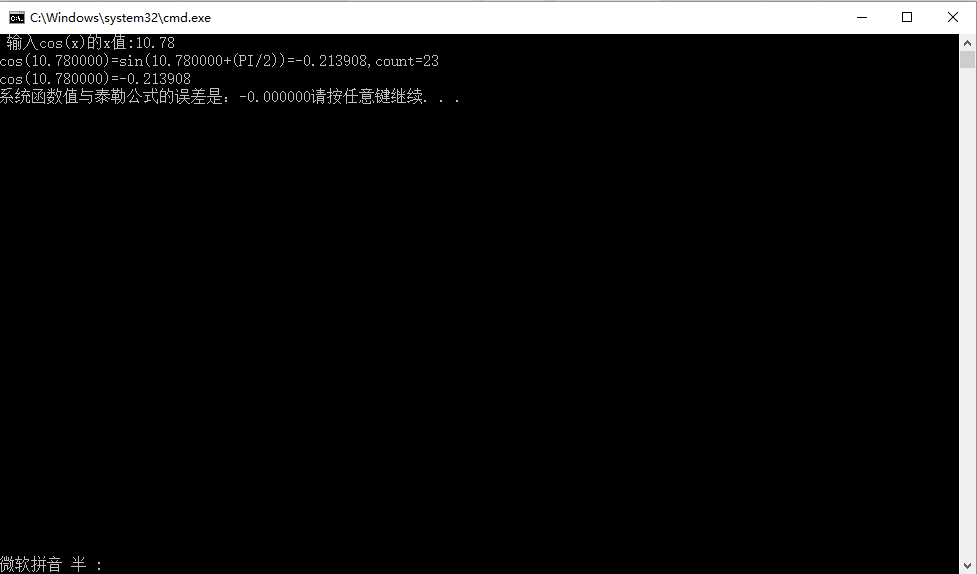 C:\Windows\system32\cmd.exe
输入cos(x)的x值:10.78
cos(10.780000)=sin(10.780000+(PI/2))=-0.213908,count=23
cos(10.780000)=-0.213908
系统函数值与泰勒公式的误差是：-0.000000请按任意键继续. . .
微软拼音 半 :